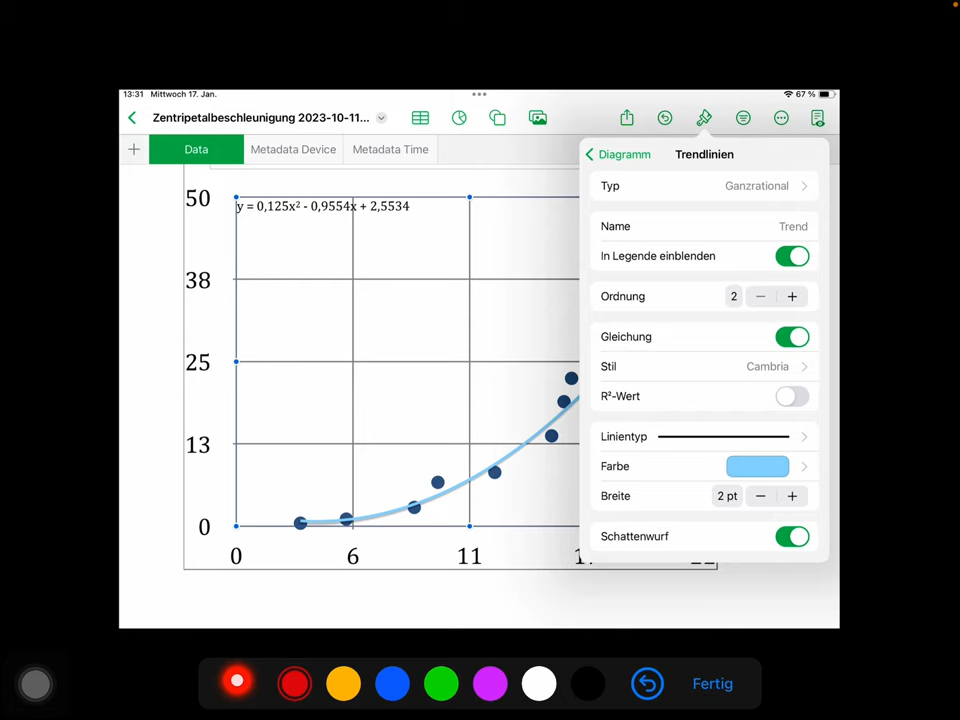 13:31 Mittwoch 17. Jan.
67 %
Zentripetalbeschleunigung 2023-10-11...
Data
Metadata Device
Metadata Time
Diagramm
Trendlinien
Typ
Ganzrational
Name
Trend
In Legende einblenden
Ordnung
2
Gleichung
Stil
Cambria
R²-Wert
Linientyp
Farbe
Breite
2 pt
Schattenwurf
50
y = 0,125x² - 0,9554x + 2,5534
38
25
13
0
0
6
11
Fertig